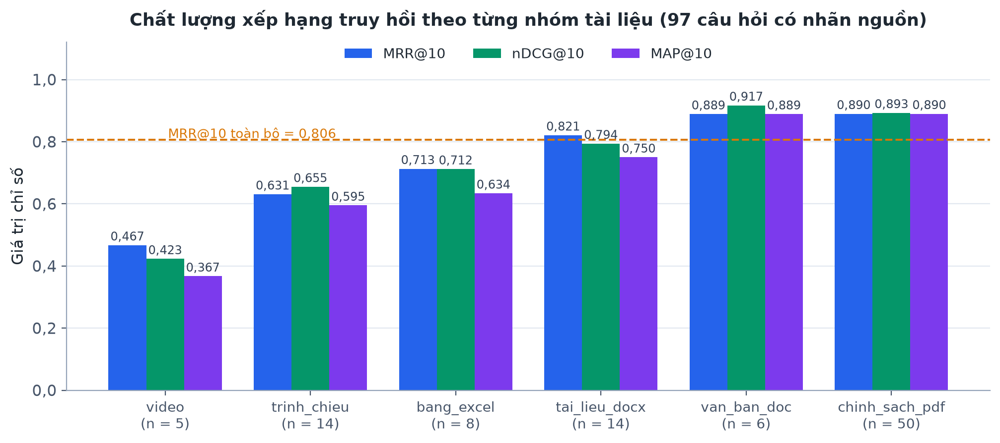 Chất lượng xếp hạng truy hồi theo từng nhóm tài liệu (97 câu hỏi có nhãn nguồn)
MRR@10 nDCG@10 MAP@10
Giá trị chỉ số
1,0
0,8
0,6
0,4
0,2
0,0
MRR@10 toàn bộ = 0,806
0,467 0,423 0,367
0,631 0,655 0,595
0,713 0,712 0,634
0,821 0,794 0,750
0,889 0,917 0,889
0,890 0,893 0,890
video
(n = 5)
trinh_chieu
(n = 14)
bang_excel
(n = 8)
tai_lieu_docx
(n = 14)
van_ban_doc
(n = 6)
chinh_sach_pdf
(n = 50)